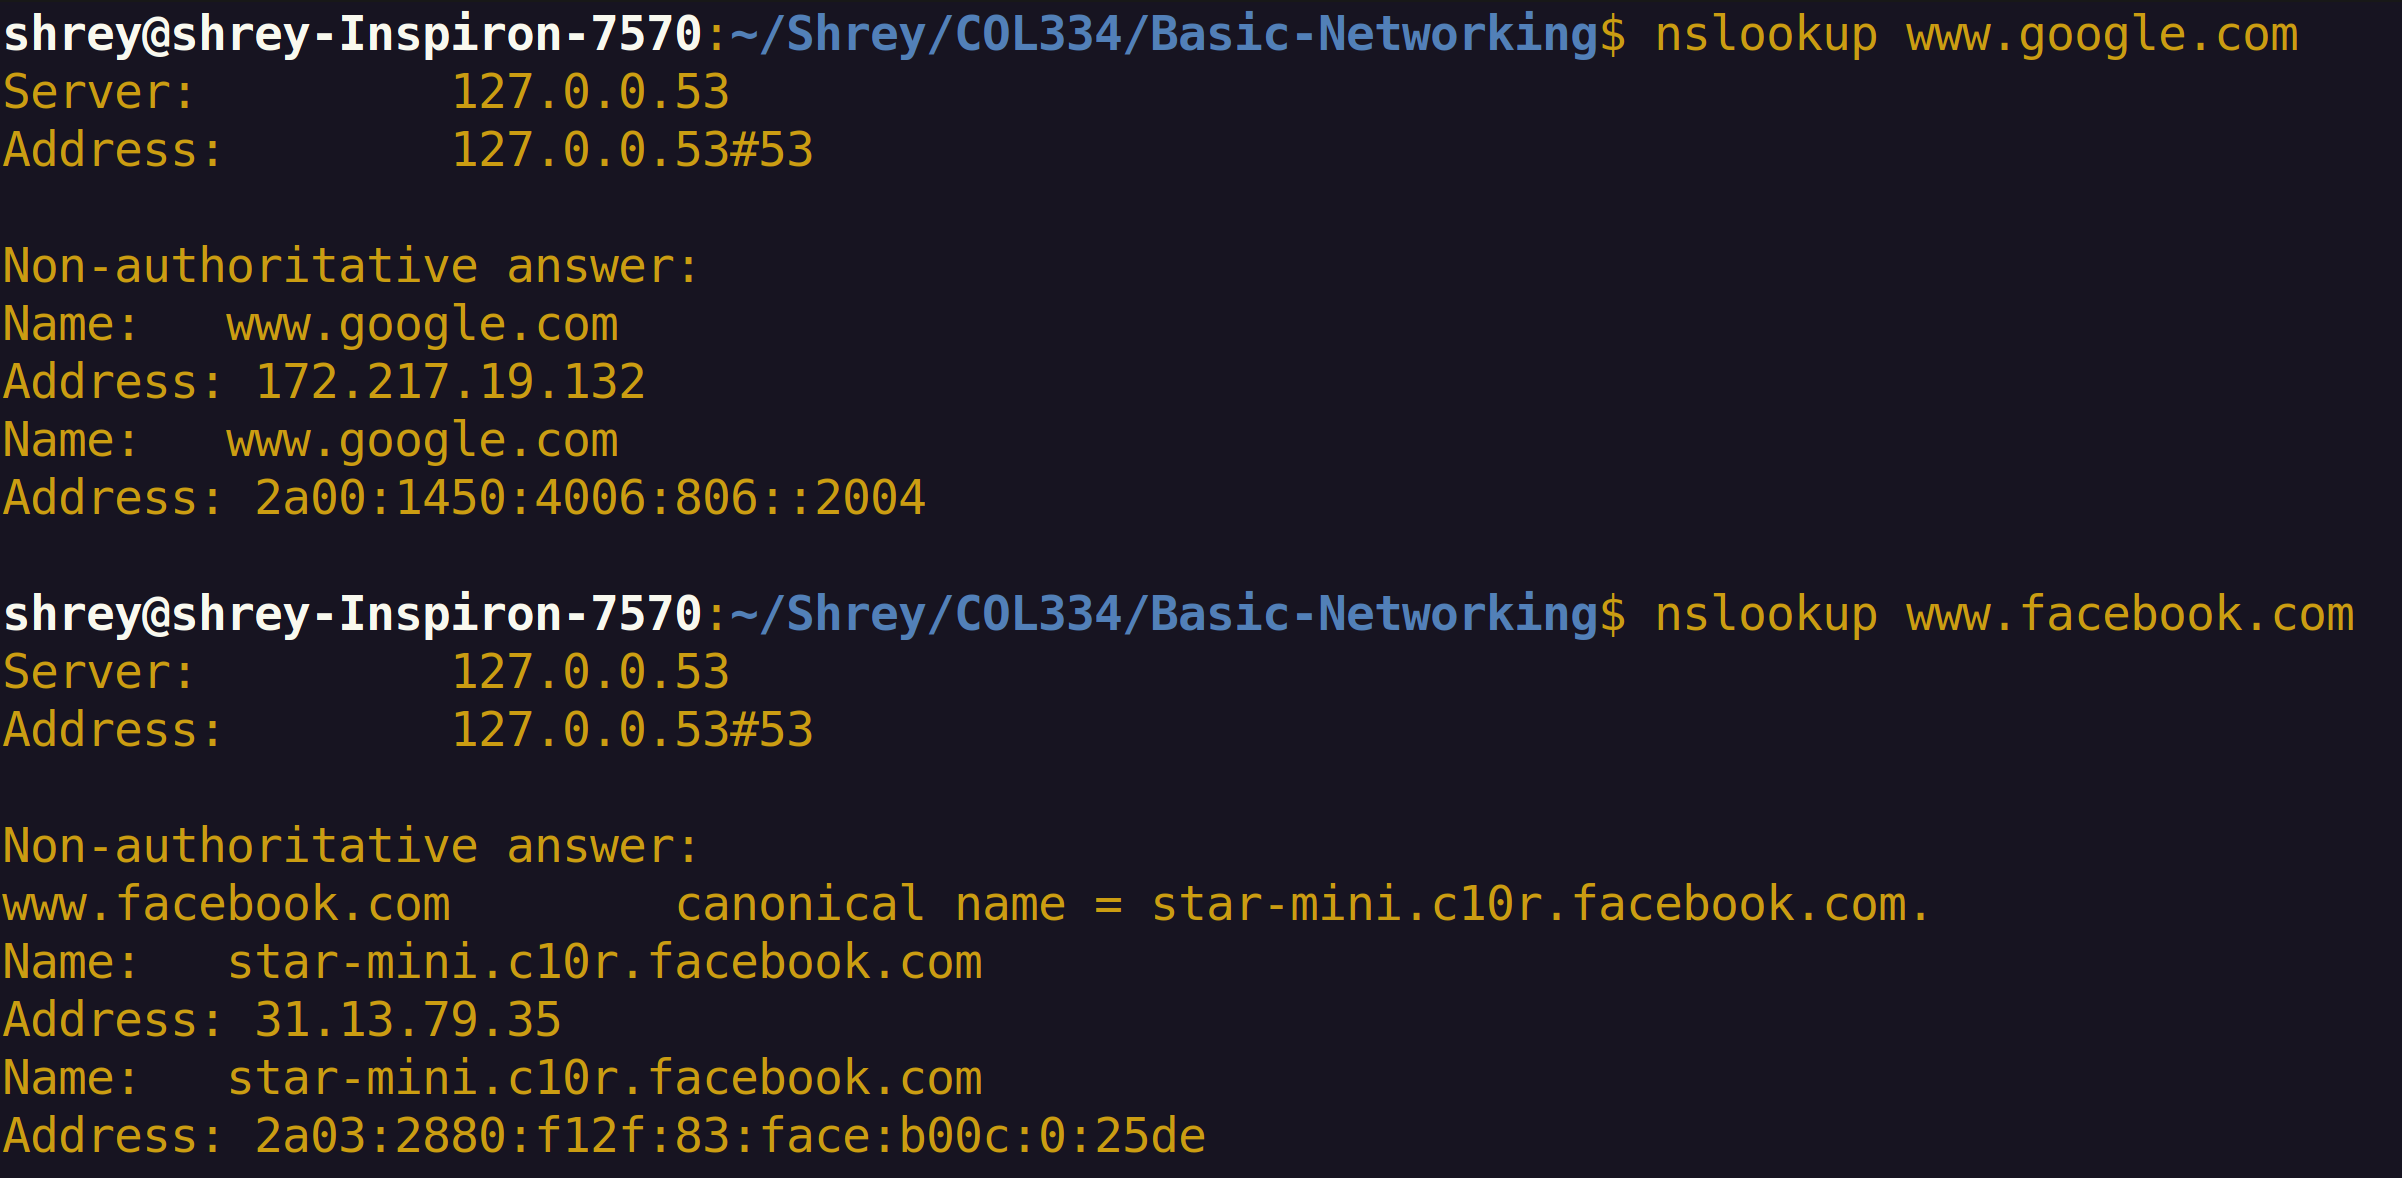 shrey@shrey-Inspiron-7570:~/Shrey/COL334/Basic-Networking$ nslookup www.google.com
Server:         127.0.0.53
Address:        127.0.0.53#53

Non-authoritative answer:
Name:   www.google.com
Address: 172.217.19.132
Name:   www.google.com
Address: 2a00:1450:4006:806::2004

shrey@shrey-Inspiron-7570:~/Shrey/COL334/Basic-Networking$ nslookup www.facebook.com
Server:         127.0.0.53
Address:        127.0.0.53#53

Non-authoritative answer:
www.facebook.com        canonical name = star-mini.c10r.facebook.com.
Name:   star-mini.c10r.facebook.com
Address: 31.13.79.35
Name:   star-mini.c10r.facebook.com
Address: 2a03:2880:f12f:83:face:b00c:0:25de